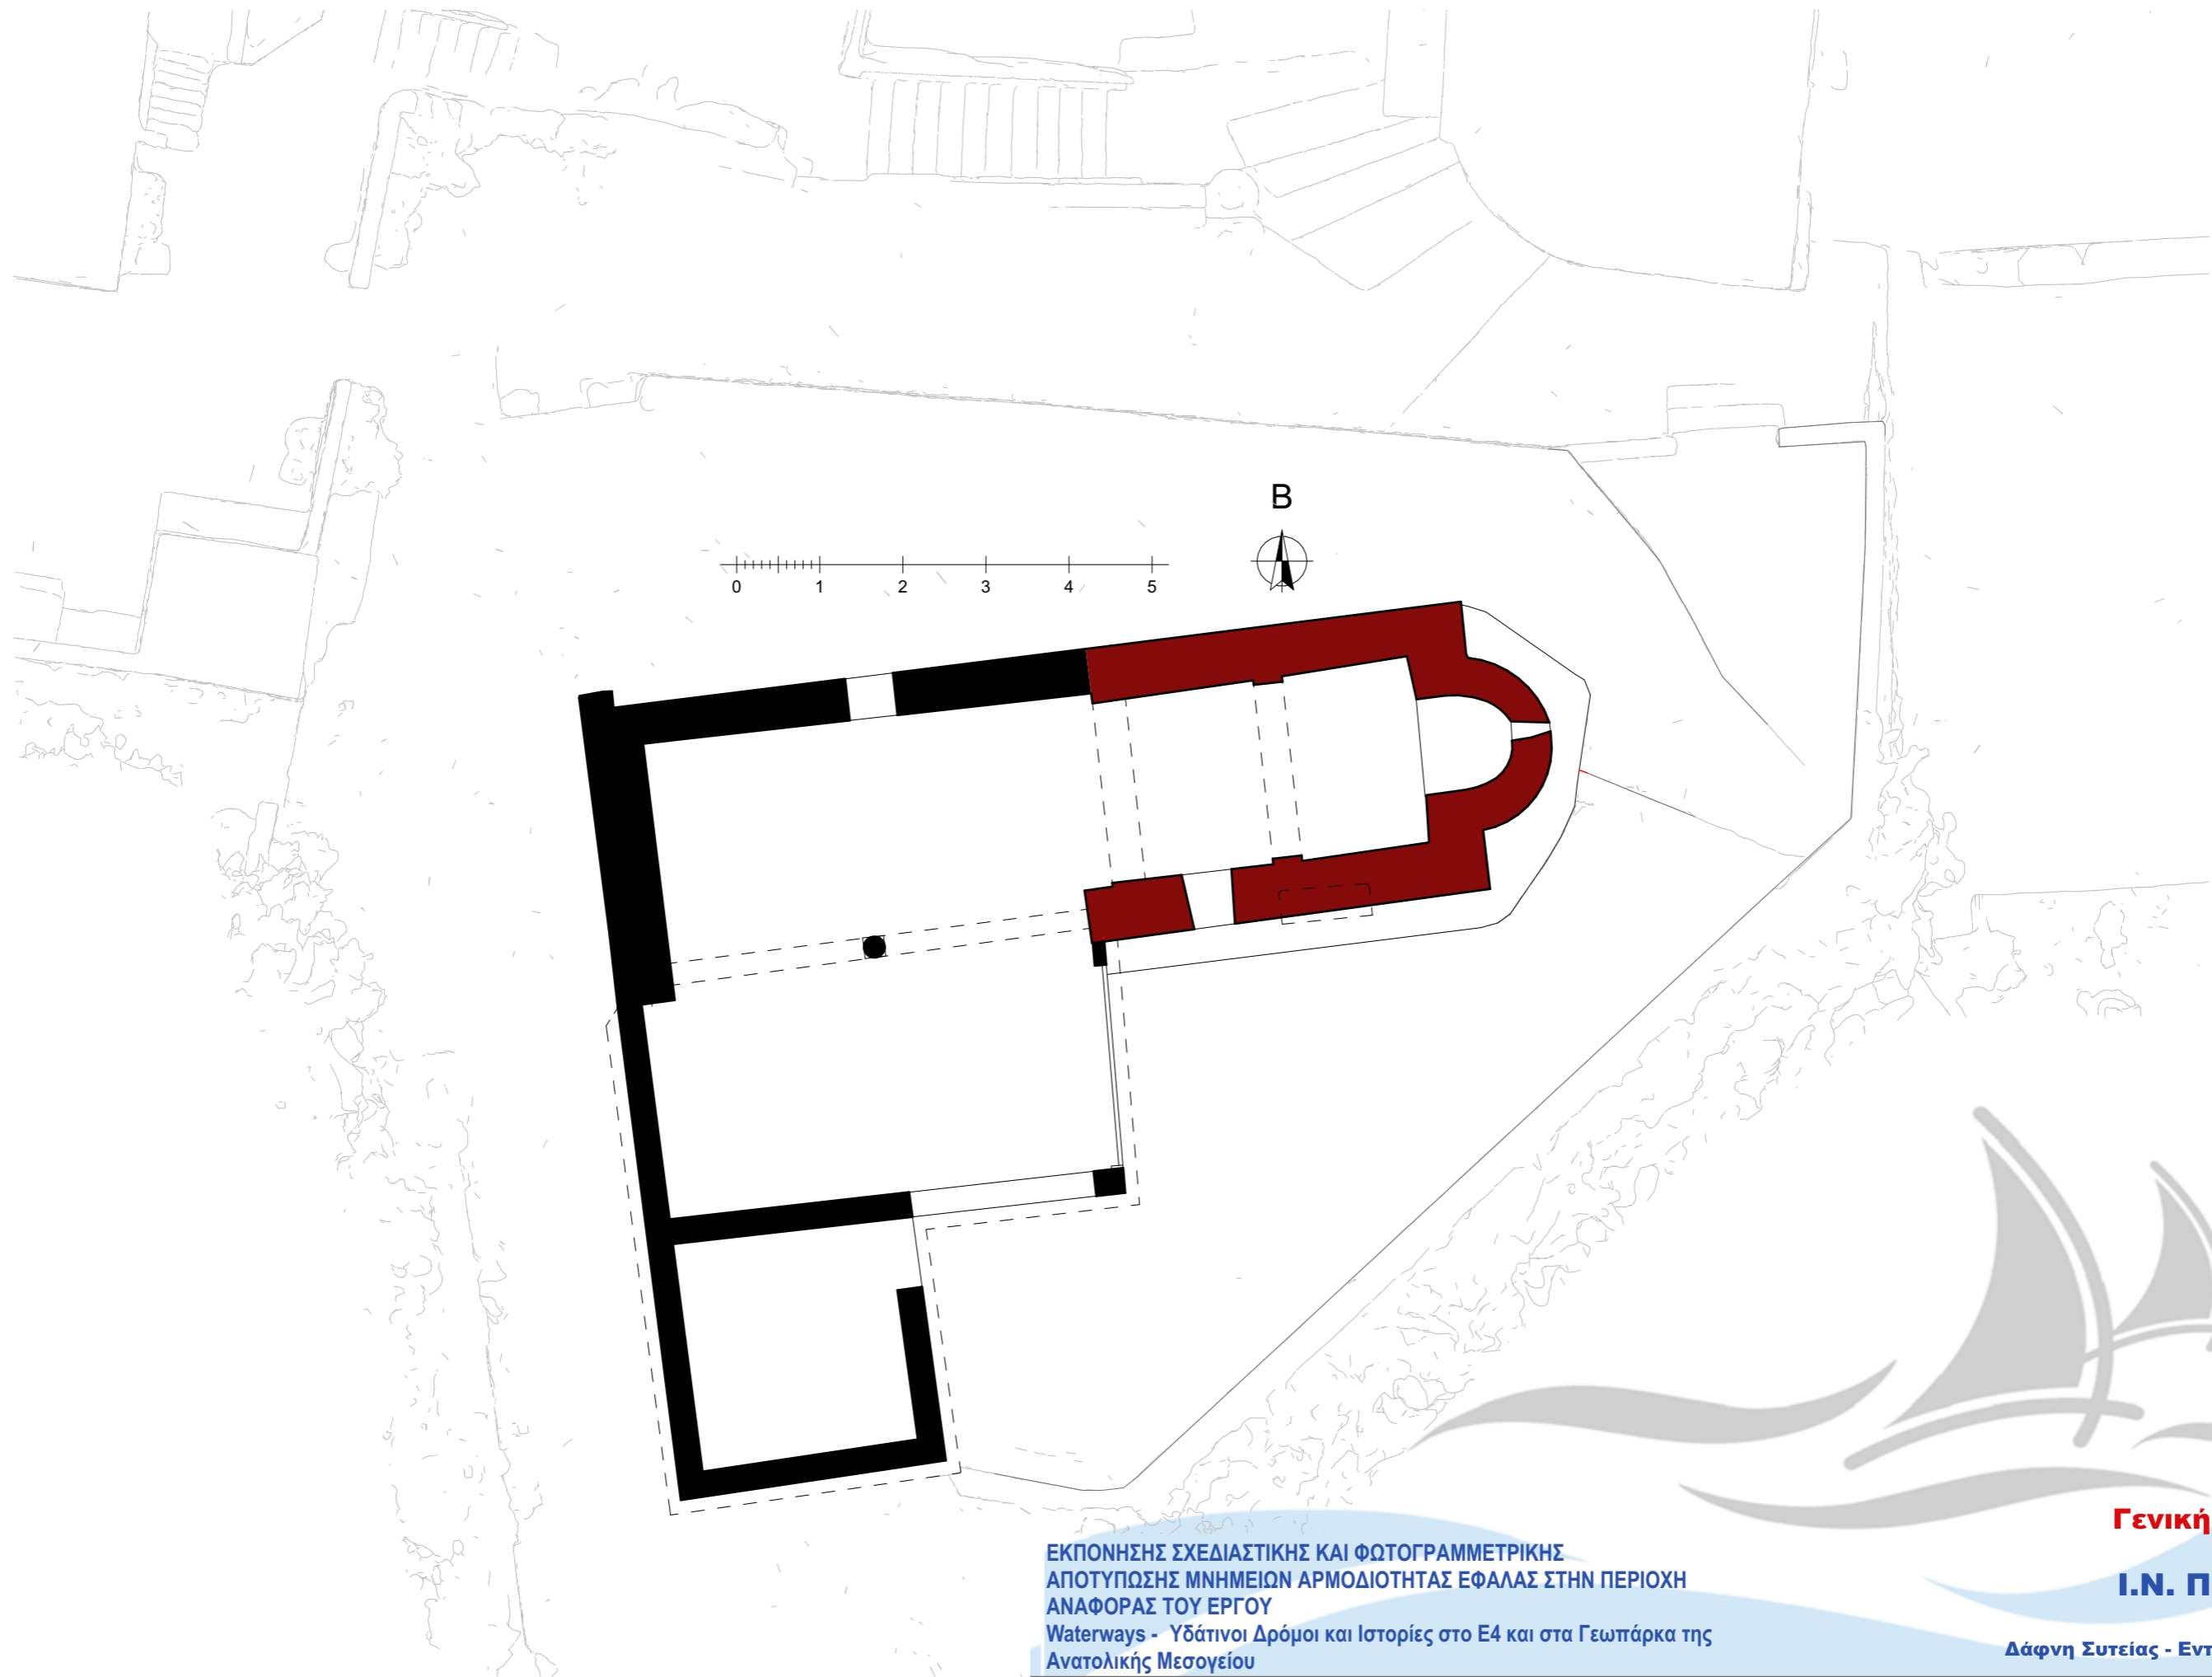 Β
0 1 2 3 4 5
ΕΚΠΟΝΗΣΗΣ ΣΧΕΔΙΑΣΤΙΚΗΣ ΚΑΙ ΦΩΤΟΓΡΑΜΜΕΤΡΙΚΗΣ
ΑΠΟΤΥΠΩΣΗΣ ΜΝΗΜΕΙΩΝ ΑΡΜΟΔΙΟΤΗΤΑΣ ΕΦΑΛΑΣ ΣΤΗΝ ΠΕΡΙΟΧΗ
ΑΝΑΦΟΡΑΣ ΤΟΥ ΕΡΓΟΥ
Waterways - Υδάτινοι Δρόμοι και Ιστορίες στο Ε4 και στα Γεωπάρκα της
Ανατολικής Μεσογείου
Γενική
Ι.Ν. Π
Δάφνη Συτείας - Εντ